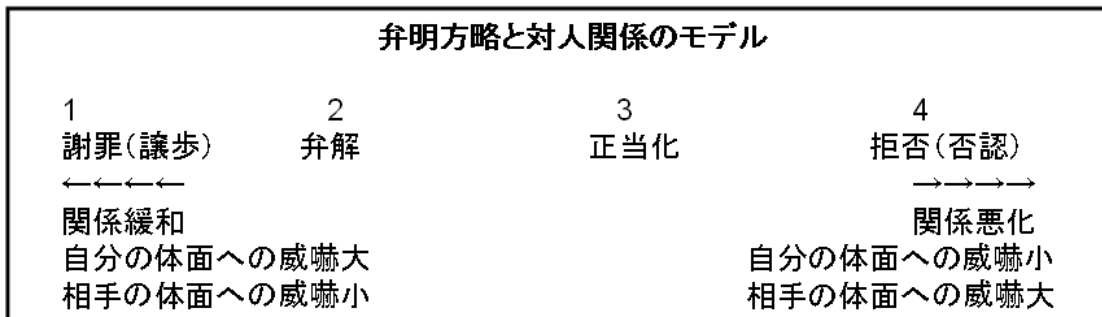 弁明方略と対人関係のモデル
1 2 3 4
謝罪(譲歩) 弁解 正当化 拒否(否認)
←←←← →→→→
関係緩和 関係悪化
自分の体面への威嚇大 自分の体面への威嚇小
相手の体面への威嚇小 相手の体面への威嚇大